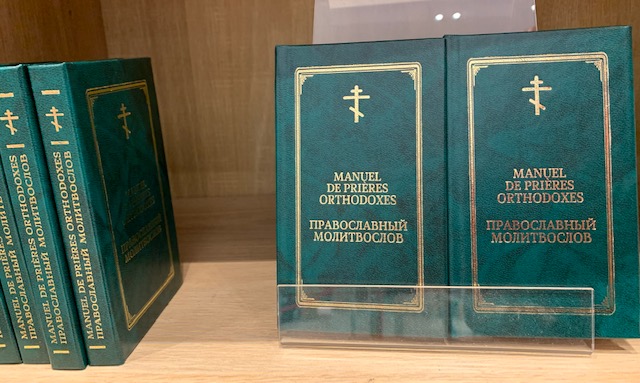 MANUEL DE PRIÈRES ORTHODOXES
ПРАВОСЛАВНЫЙ МОЛИТВОСЛОВ
MANUEL DE PRIÈRES ORTHODOXES
ПРАВОСЛАВНЫЙ МОЛИТВОСЛОВ
MANUEL
DE PRIÈRES
ORTHODOXES
ПРАВОСЛАВНЫЙ
МОЛИТВОСЛОВ
MANUEL
DE PRIÈRES
ORTHODOXES
ПРАВОСЛАВНЫЙ
МОЛИТВОСЛОВ